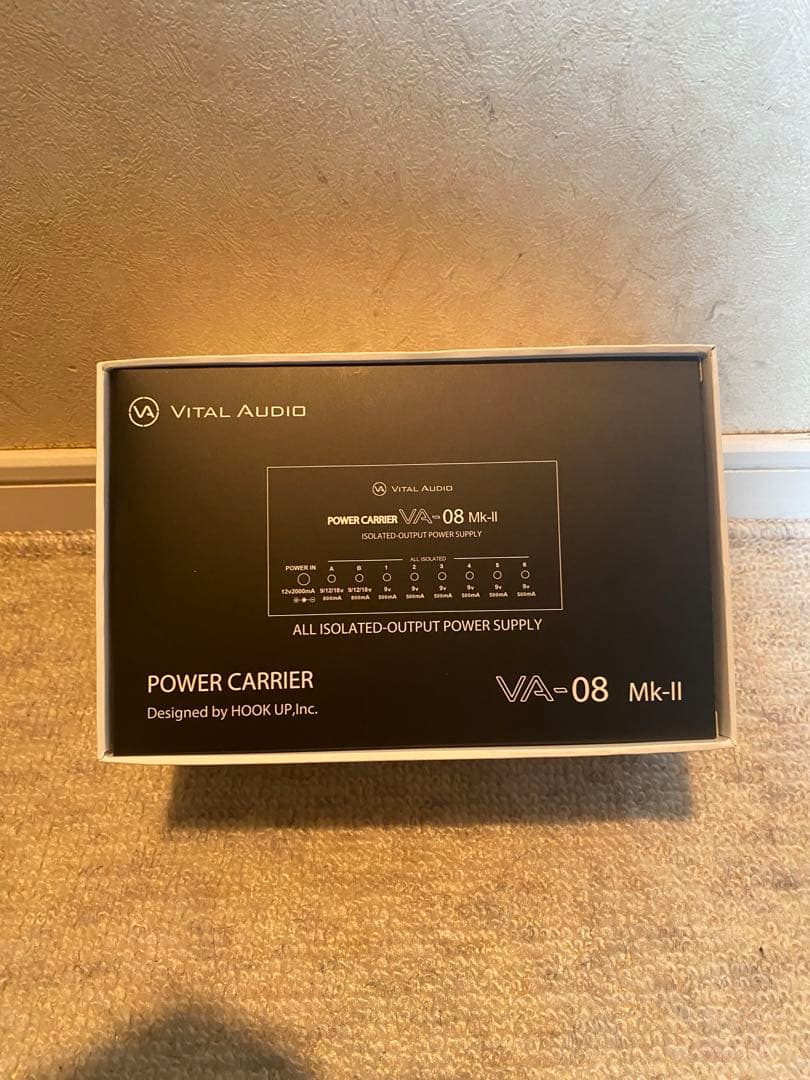 VA VITAL AUDIO
VA VITAL AUDIO
POWER CARRIER VA-08 Mk-II
ISOLATED-OUTPUT POWER SUPPLY
ALL ISOLATED
POWER IN A B 1 2 3 4 5 6
12v2000mA 9/12/18v 9/12/18v 9v 9v 9v 9v 9v 9v
800mA 800mA 500mA 500mA 500mA 500mA 500mA 500mA
ALL ISOLATED-OUTPUT POWER SUPPLY
POWER CARRIER
Designed by HOOK UP,Inc.
VA-08 Mk-II